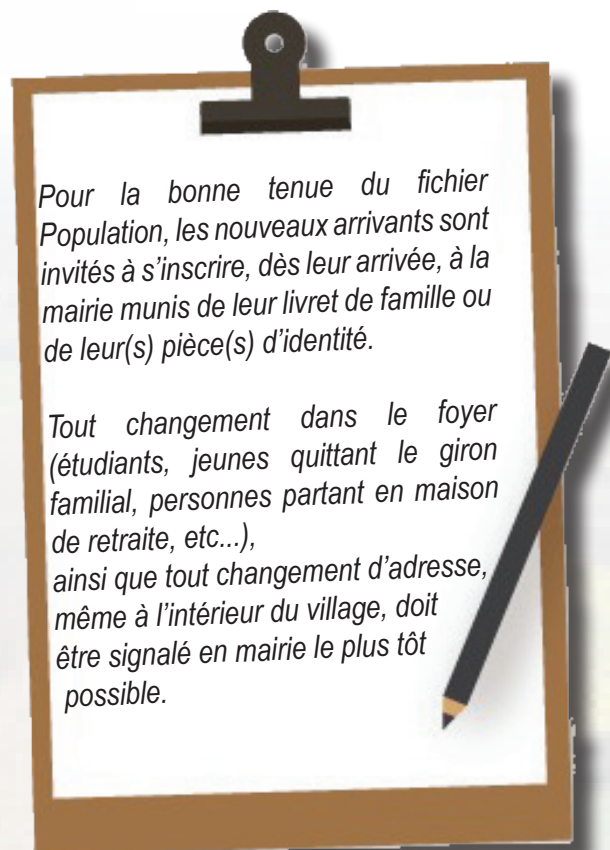 Pour la bonne tenue du fichier
Population, les nouveaux arrivants sont
invités à s’inscrire, dès leur arrivée, à la
mairie munis de leur livret de famille ou
de leur(s) pièce(s) d’identité.

Tout changement dans le foyer
(étudiants, jeunes quittant le giron
familial, personnes partant en maison
de retraite, etc...),
ainsi que tout changement d’adresse,
même à l’intérieur du village, doit
être signalé en mairie le plus tôt
possible.